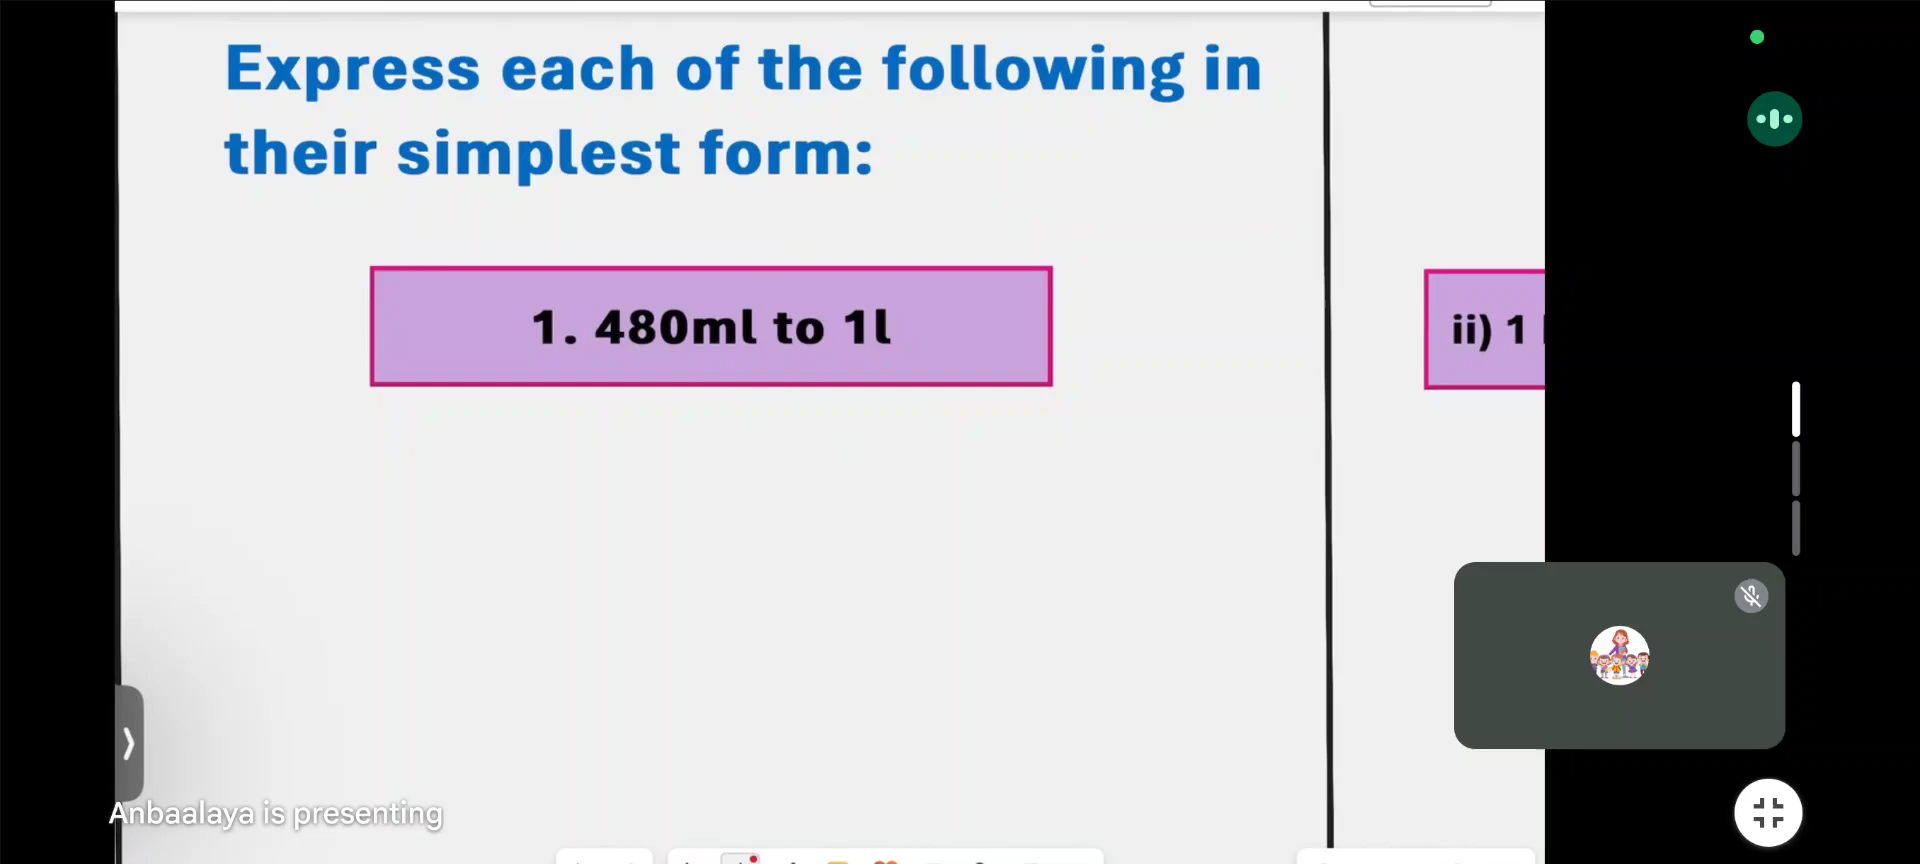 Express each of the following in
their simplest form:
1. 480ml to 1l
ii) 1
Anbaalaya is presenting